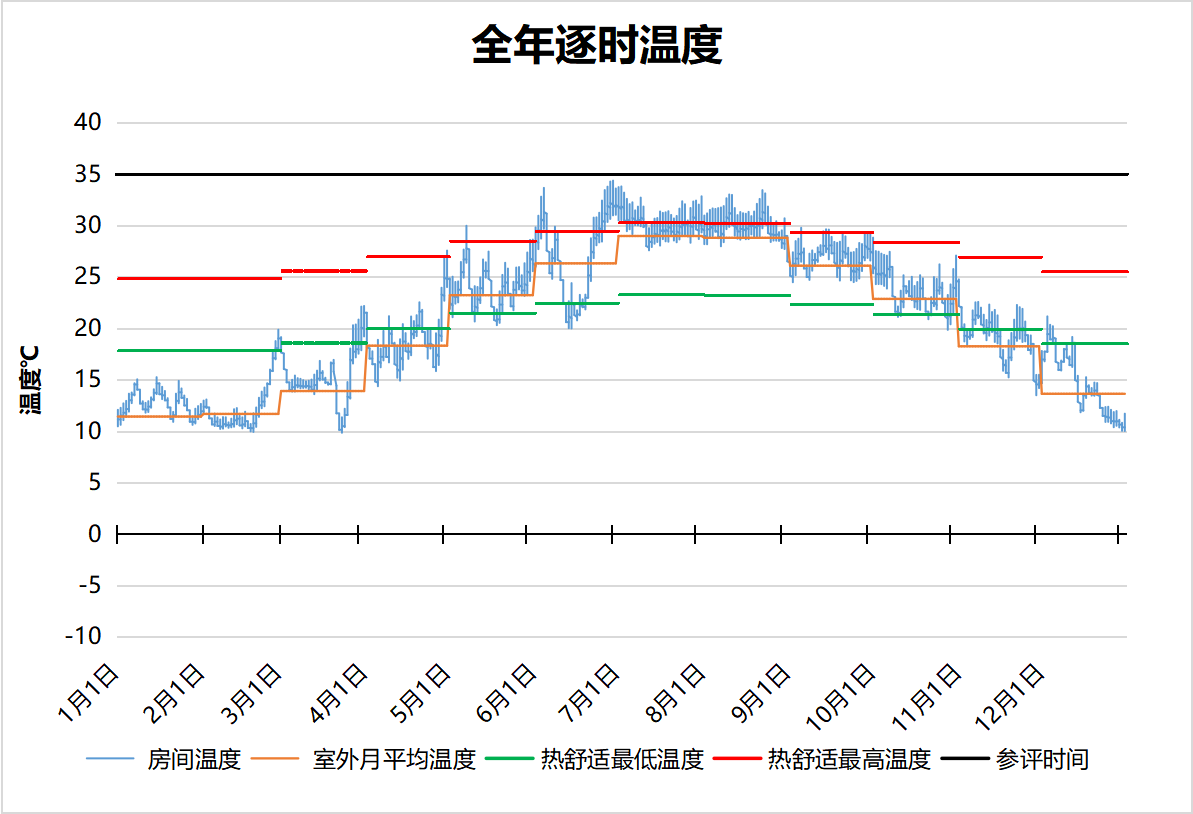 全年逐时温度
40
35
30
25
20
15
10
5
0
-5
-10
温度℃
1月1日
2月1日
3月1日
4月1日
5月1日
6月1日
7月1日
8月1日
9月1日
10月1日
11月1日
12月1日
房间温度 室外月平均温度 热舒适最低温度 热舒适最高温度 参评时间